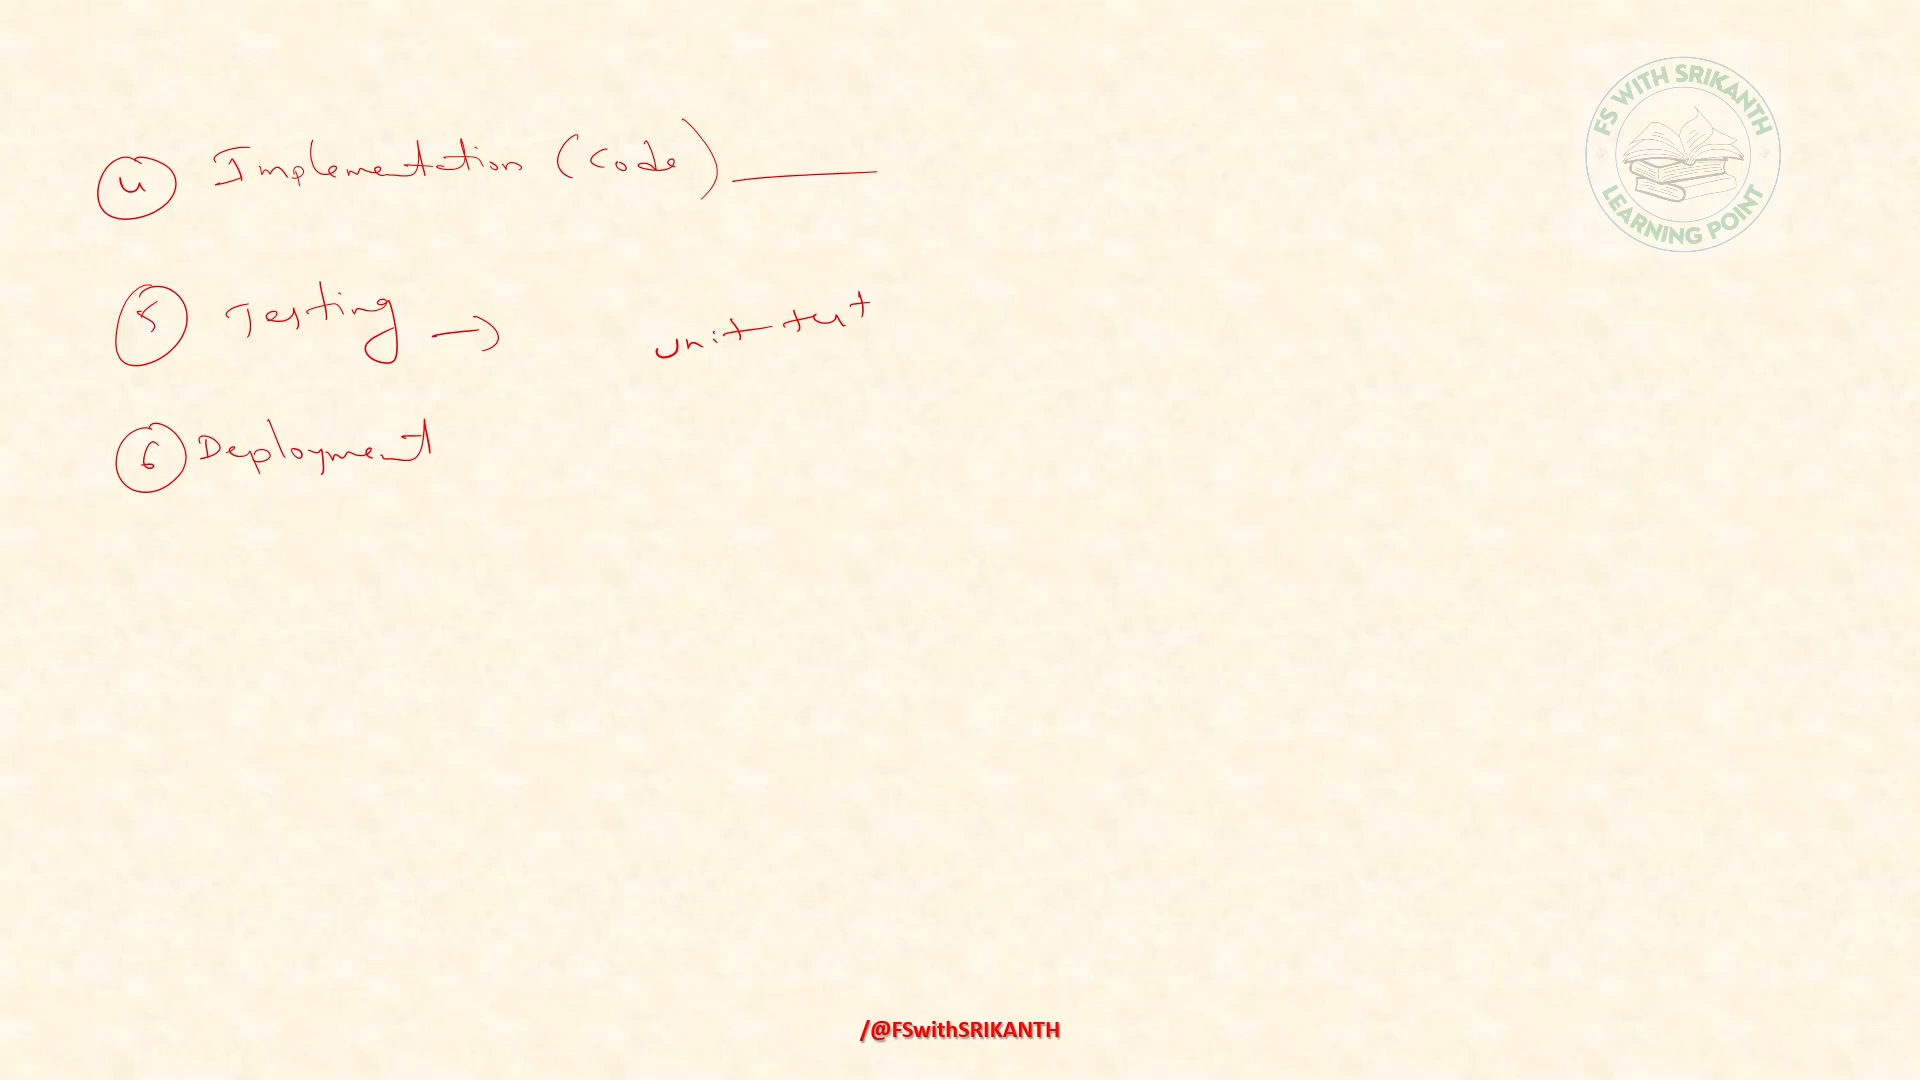 FS WITH SRIKANTH
LEARNING POINT
4 Implementation (Code)
5 Testing → unit test
6 Deployment
/@FSwithSRIKANTH